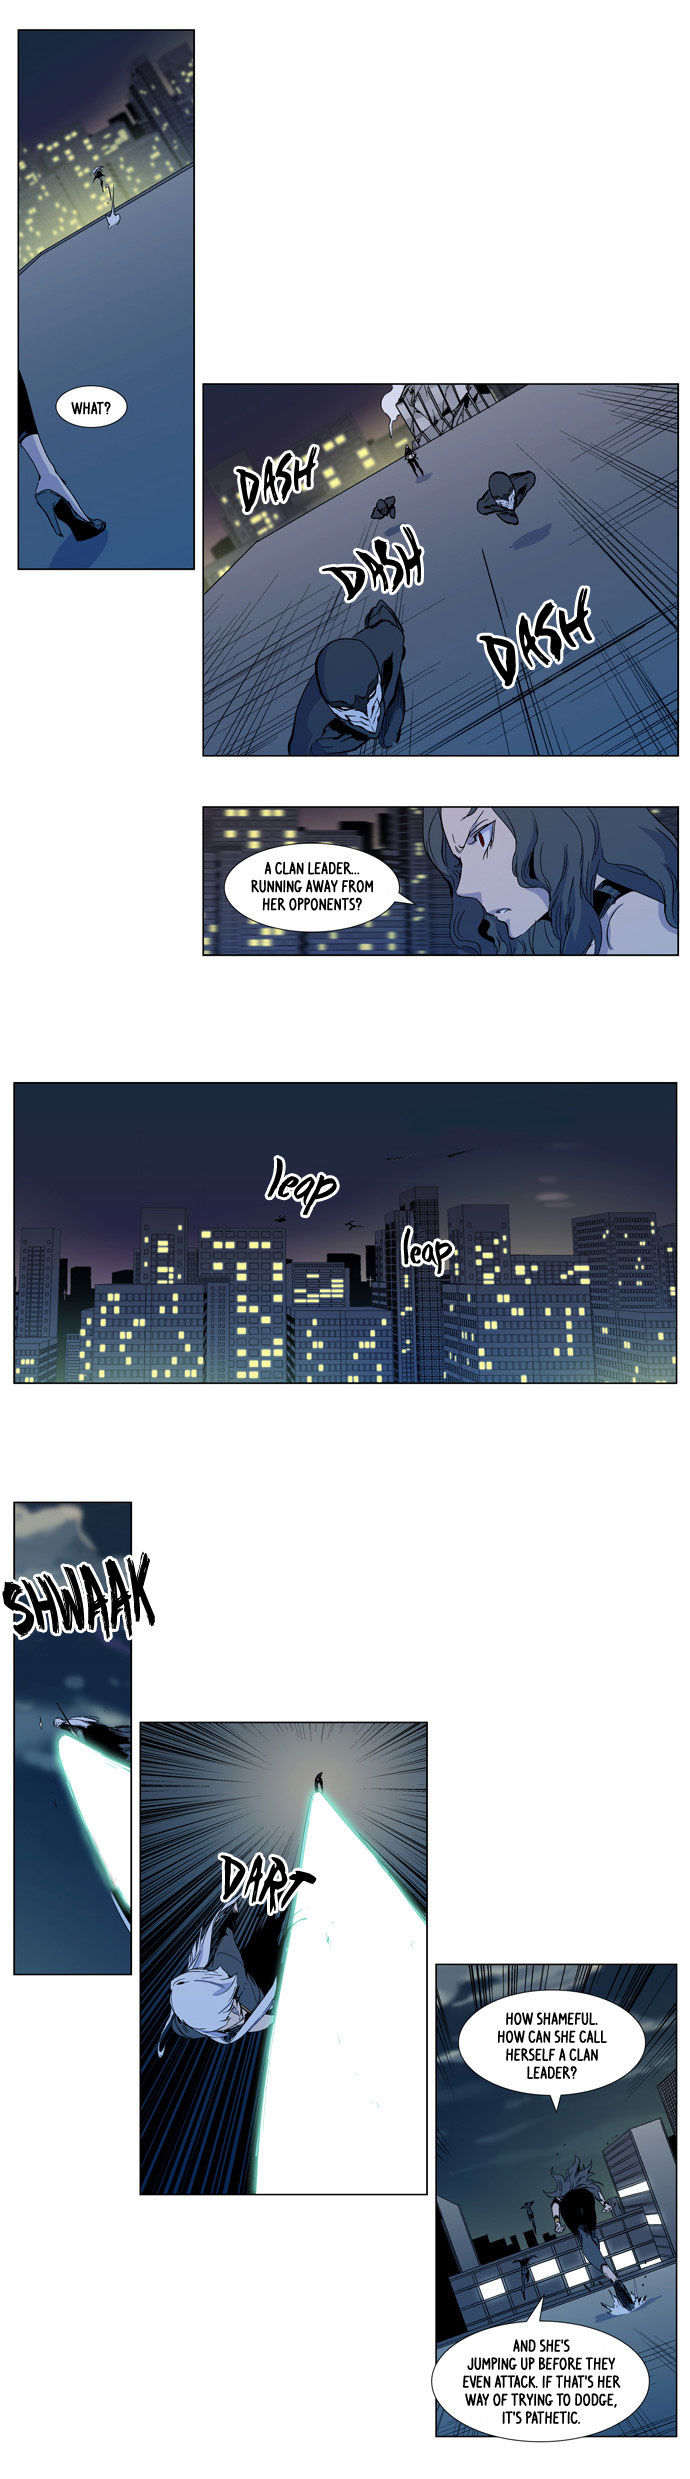 WHAT?
DASH
DASH
DASH
A CLAN LEADER...
RUNNING AWAY FROM
HER OPPONENTS?
leap
leap
SHWAAK
DART
HOW SHAMEFUL.
HOW CAN SHE CALL
HERSELF A CLAN
LEADER?
AND SHE'S
JUMPING UP BEFORE THEY
EVEN ATTACK. IF THAT'S HER
WAY OF TRYING TO DODGE,
IT'S PATHETIC.